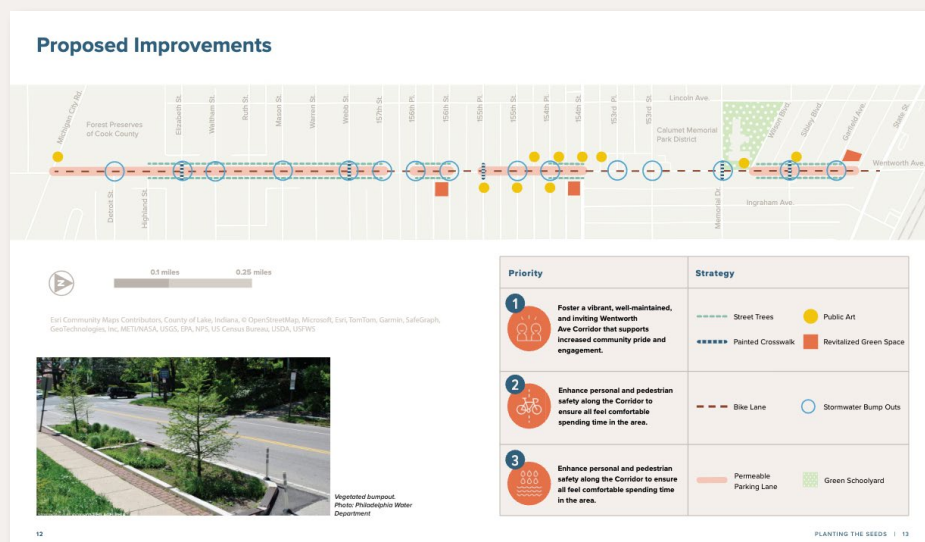 Proposed Improvements
Michigan City Rd.
Forest Preserves
of Cook County
Elizabeth St.
Waltham St.
Ruth St.
Mason St.
Warren St.
Webb St.
157th St.
156th Pl.
156th St.
155th Pl.
155th St.
154th Pl.
154th St.
153rd Pl.
153rd St.
Lincoln Ave.
Calumet Memorial
Park District
Wilson Blvd.
Sibley Blvd.
Garfield Ave.
State St.
Wentworth Ave.
Detroit St.
Highland St.
Memorial Dr.
Ingraham Ave.
Z
0.1 miles
0.25 miles
Esri Community Maps Contributors, County of Lake, Indiana, © OpenStreetMap, Microsoft, Esri, TomTom, Garmin, SafeGraph,
GeoTechnologies, Inc, METI/NASA, USGS, EPA, NPS, US Census Bureau, USDA, USFWS
Vegetated bumpout.
Photo: Philadelphia Water
Department
Priority
Strategy
1
Foster a vibrant, well-maintained,
and inviting Wentworth
Ave Corridor that supports
increased community pride and
engagement.
Street Trees
Public Art
Painted Crosswalk
Revitalized Green Space
2
Enhance personal and pedestrian
safety along the Corridor to
ensure all feel comfortable
spending time in the area.
Bike Lane
Stormwater Bump Outs
3
Enhance personal and pedestrian
safety along the Corridor to ensure
all feel comfortable spending time
in the area.
Permeable
Parking Lane
Green Schoolyard
12
PLANTING THE SEEDS | 13